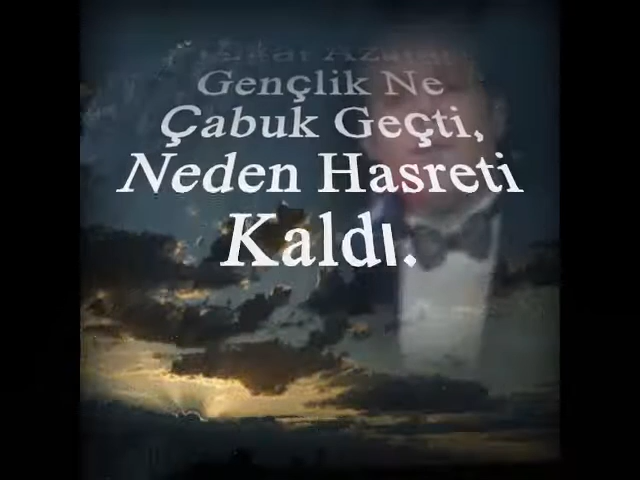 Gençlik Ne
Çabuk Geçti,
Neden Hasreti
Kaldı.